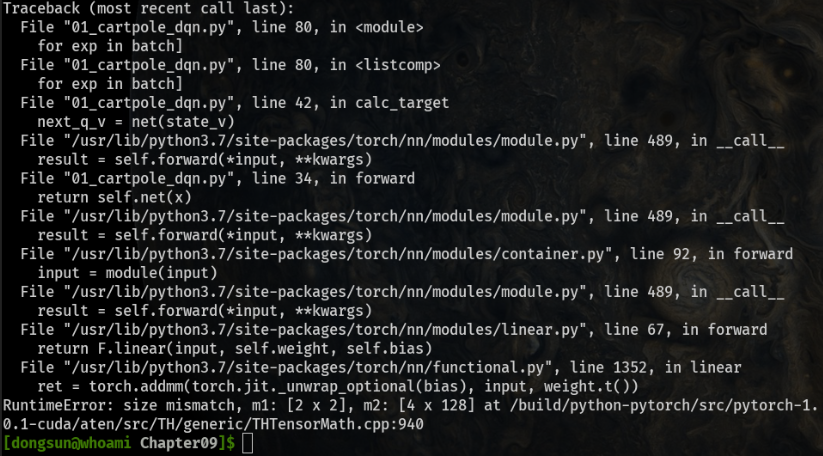 Traceback (most recent call last):
  File "01_cartpole_dqn.py", line 80, in <module>
    for exp in batch]
  File "01_cartpole_dqn.py", line 80, in <listcomp>
    for exp in batch]
  File "01_cartpole_dqn.py", line 42, in calc_target
    next_q_v = net(state_v)
  File "/usr/lib/python3.7/site-packages/torch/nn/modules/module.py", line 489, in __call__
    result = self.forward(*input, **kwargs)
  File "01_cartpole_dqn.py", line 34, in forward
    return self.net(x)
  File "/usr/lib/python3.7/site-packages/torch/nn/modules/module.py", line 489, in __call__
    result = self.forward(*input, **kwargs)
  File "/usr/lib/python3.7/site-packages/torch/nn/modules/container.py", line 92, in forward
    input = module(input)
  File "/usr/lib/python3.7/site-packages/torch/nn/modules/module.py", line 489, in __call__
    result = self.forward(*input, **kwargs)
  File "/usr/lib/python3.7/site-packages/torch/nn/modules/linear.py", line 67, in forward
    return F.linear(input, self.weight, self.bias)
  File "/usr/lib/python3.7/site-packages/torch/nn/functional.py", line 1352, in linear
    ret = torch.addmm(torch.jit._unwrap_optional(bias), input, weight.t())
RuntimeError: size mismatch, m1: [2 x 2], m2: [4 x 128] at /build/python-pytorch/src/pytorch-1.
0.1-cuda/aten/src/TH/generic/THTensorMath.cpp:940
[dongsun@whoami Chapter09]$